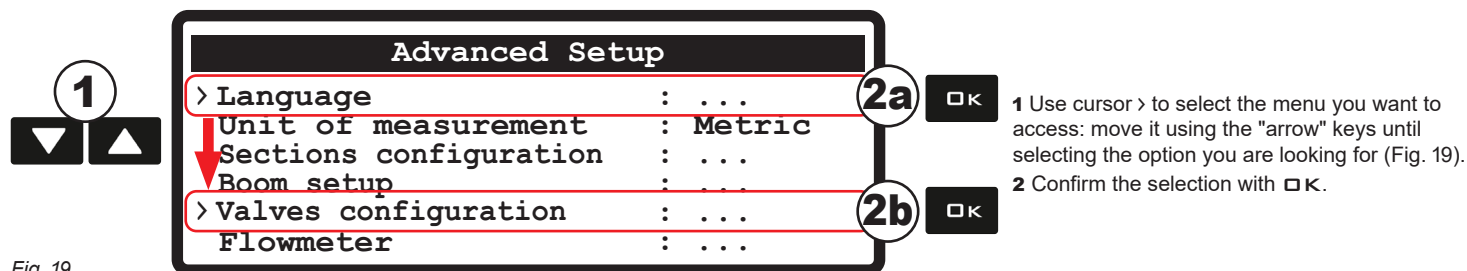 Advanced Setup
1
> Language : ...
2a
OK
Unit of measurement : Metric
Sections configuration : ...
Boom setup : ...
> Valves configuration : ...
2b
OK
Flowmeter : ...
1 Use cursor > to select the menu you want to
access: move it using the "arrow" keys until
selecting the option you are looking for (Fig. 19).
2 Confirm the selection with OK.
Fig. 19